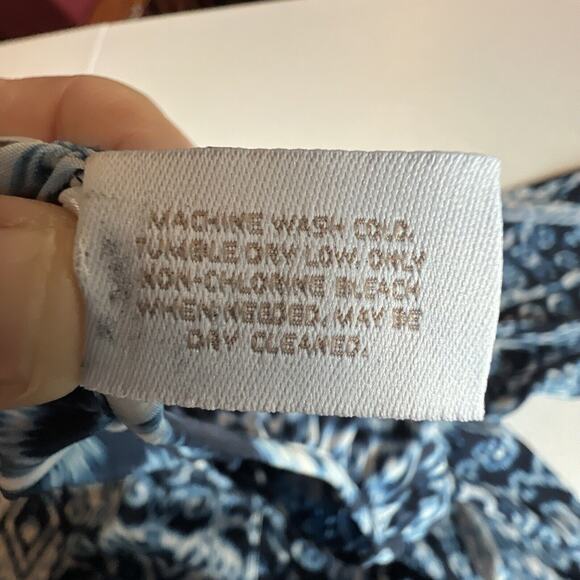 MACHINE WASH COLD.
TUMBLE DRY LOW. ONLY
NON-CHLORINE BLEACH
WHEN NEEDED. MAY BE
DRY CLEANED.